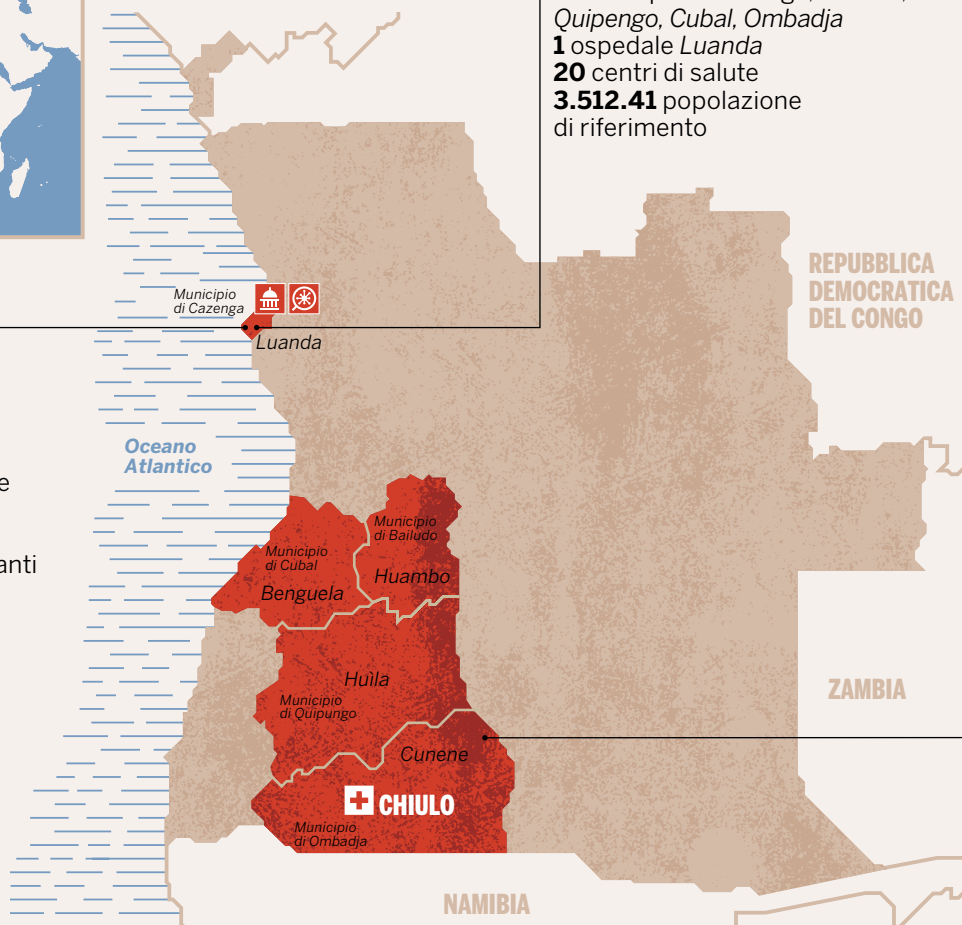 Quipengo, Cubal, Ombadja
1 ospedale Luanda
20 centri di salute
3.512.41 popolazione
di riferimento
REPUBBLICA
DEMOCRATICA
DEL CONGO
Municipio
di Cazenga
Luanda
Oceano
Atlantico
e
anti
Municipio
di Bailudo
Municipio
di Cubal
Huambo
Benguela
Huìla
Municipio
di Quipungo
ZAMBIA
Cunene
CHIULO
Municipio
di Ombadja
NAMIBIA